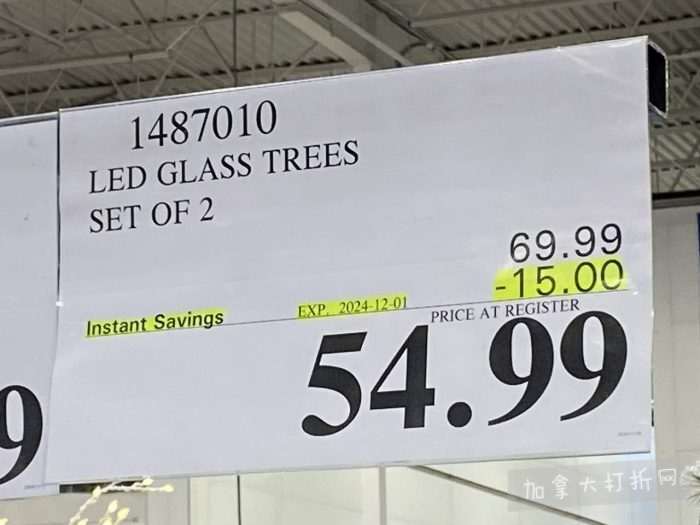 1487010
LED GLASS TREES
SET OF 2
69.99
-15.00
Instant Savings EXP. 2024-12-01 PRICE AT REGISTER
54.99
9
加拿大打折网